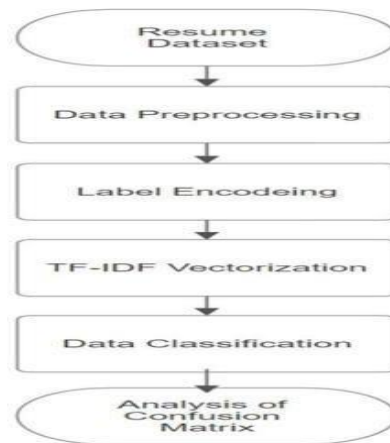 Resume
Dataset
Data Preprocessing
Label Encodeing
TF-IDF Vectorization
Data Classification
Analysis of
Confusion
Matrix